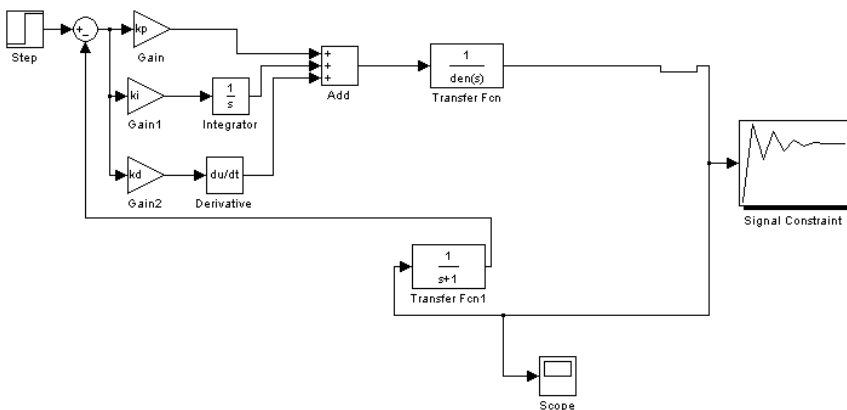 +
−
Step
kp
Gain
ki
Gain1
1
s
Integrator
kd
Gain2
du/dt
Derivative
+
+
+
Add
1
den(s)
Transfer Fcn
Signal Constraint
1
s+1
Transfer Fcn1
Scope